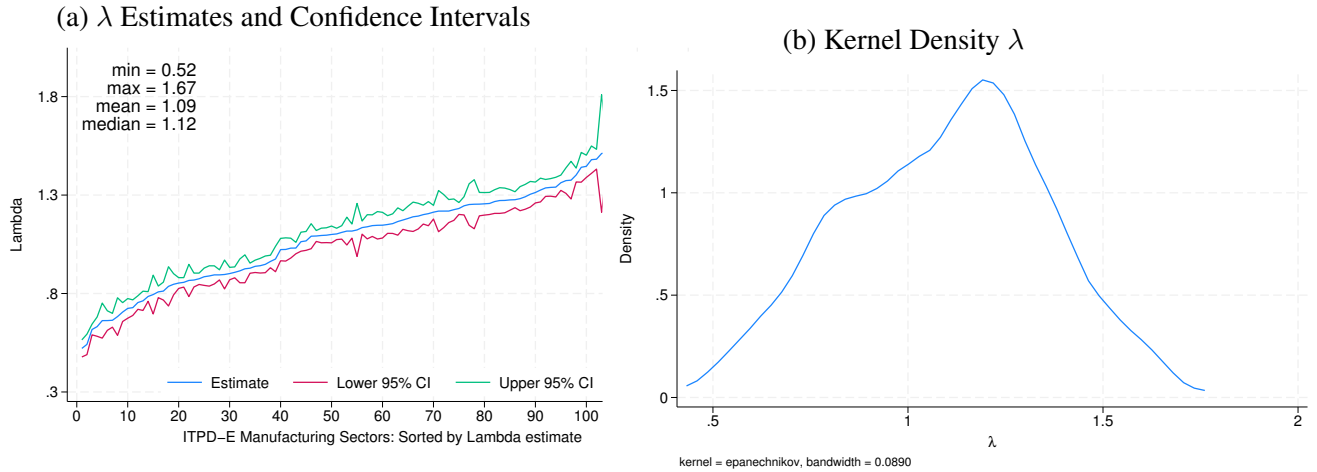 (a) λ Estimates and Confidence Intervals
min = 0.52
max = 1.67
mean = 1.09
median = 1.12
1.8
1.3
.8
.3
Lambda
0 10 20 30 40 50 60 70 80 90 100
Estimate Lower 95% CI Upper 95% CI
ITPD−E Manufacturing Sectors: Sorted by Lambda estimate
(b) Kernel Density λ
1.5
1
.5
0
Density
.5 1 1.5 2
λ
kernel = epanechnikov, bandwidth = 0.0890